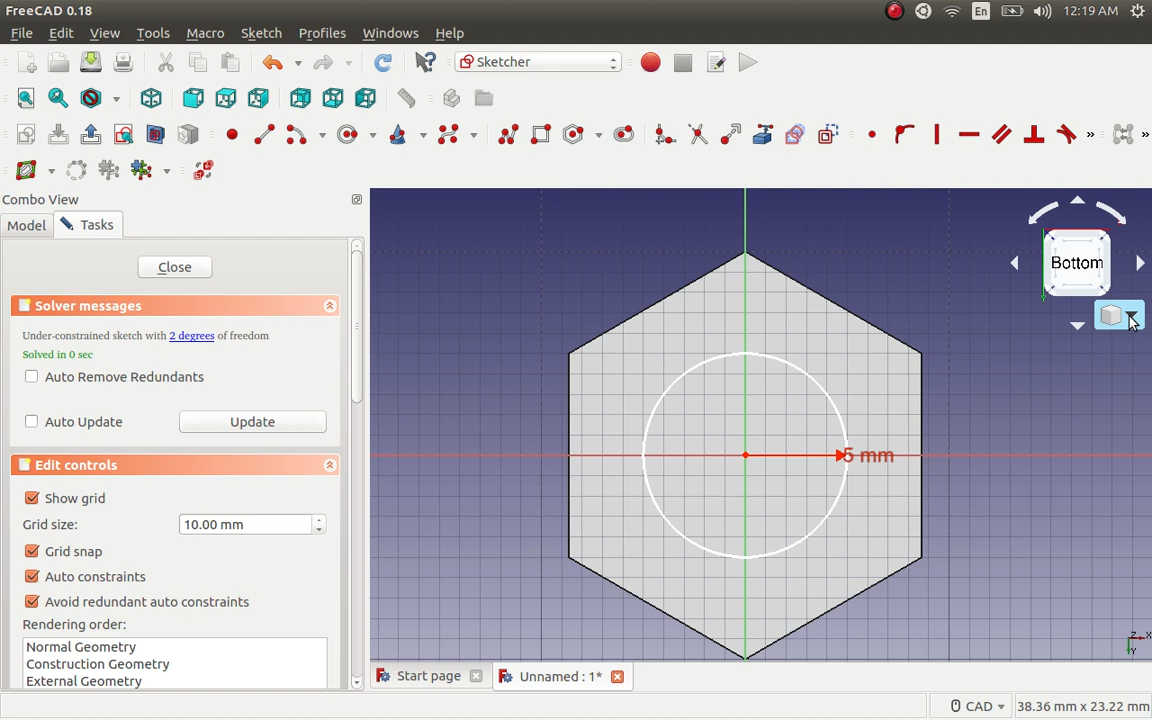 FreeCAD 0.18
En
12:19 AM
File Edit View Tools Macro Sketch Profiles Windows Help
Sketcher
»
»
Combo View
Model
Tasks
Close
Solver messages
Under-constrained sketch with 2 degrees of freedom
Solved in 0 sec
Auto Remove Redundants
Auto Update
Update
Edit controls
Show grid
Grid size:
10.00 mm
Grid snap
Auto constraints
Avoid redundant auto constraints
Rendering order:
Normal Geometry
Construction Geometry
External Geometry
Bottom
5 mm
Z X
Y
Start page
Unnamed : 1*
CAD
38.36 mm x 23.22 mm